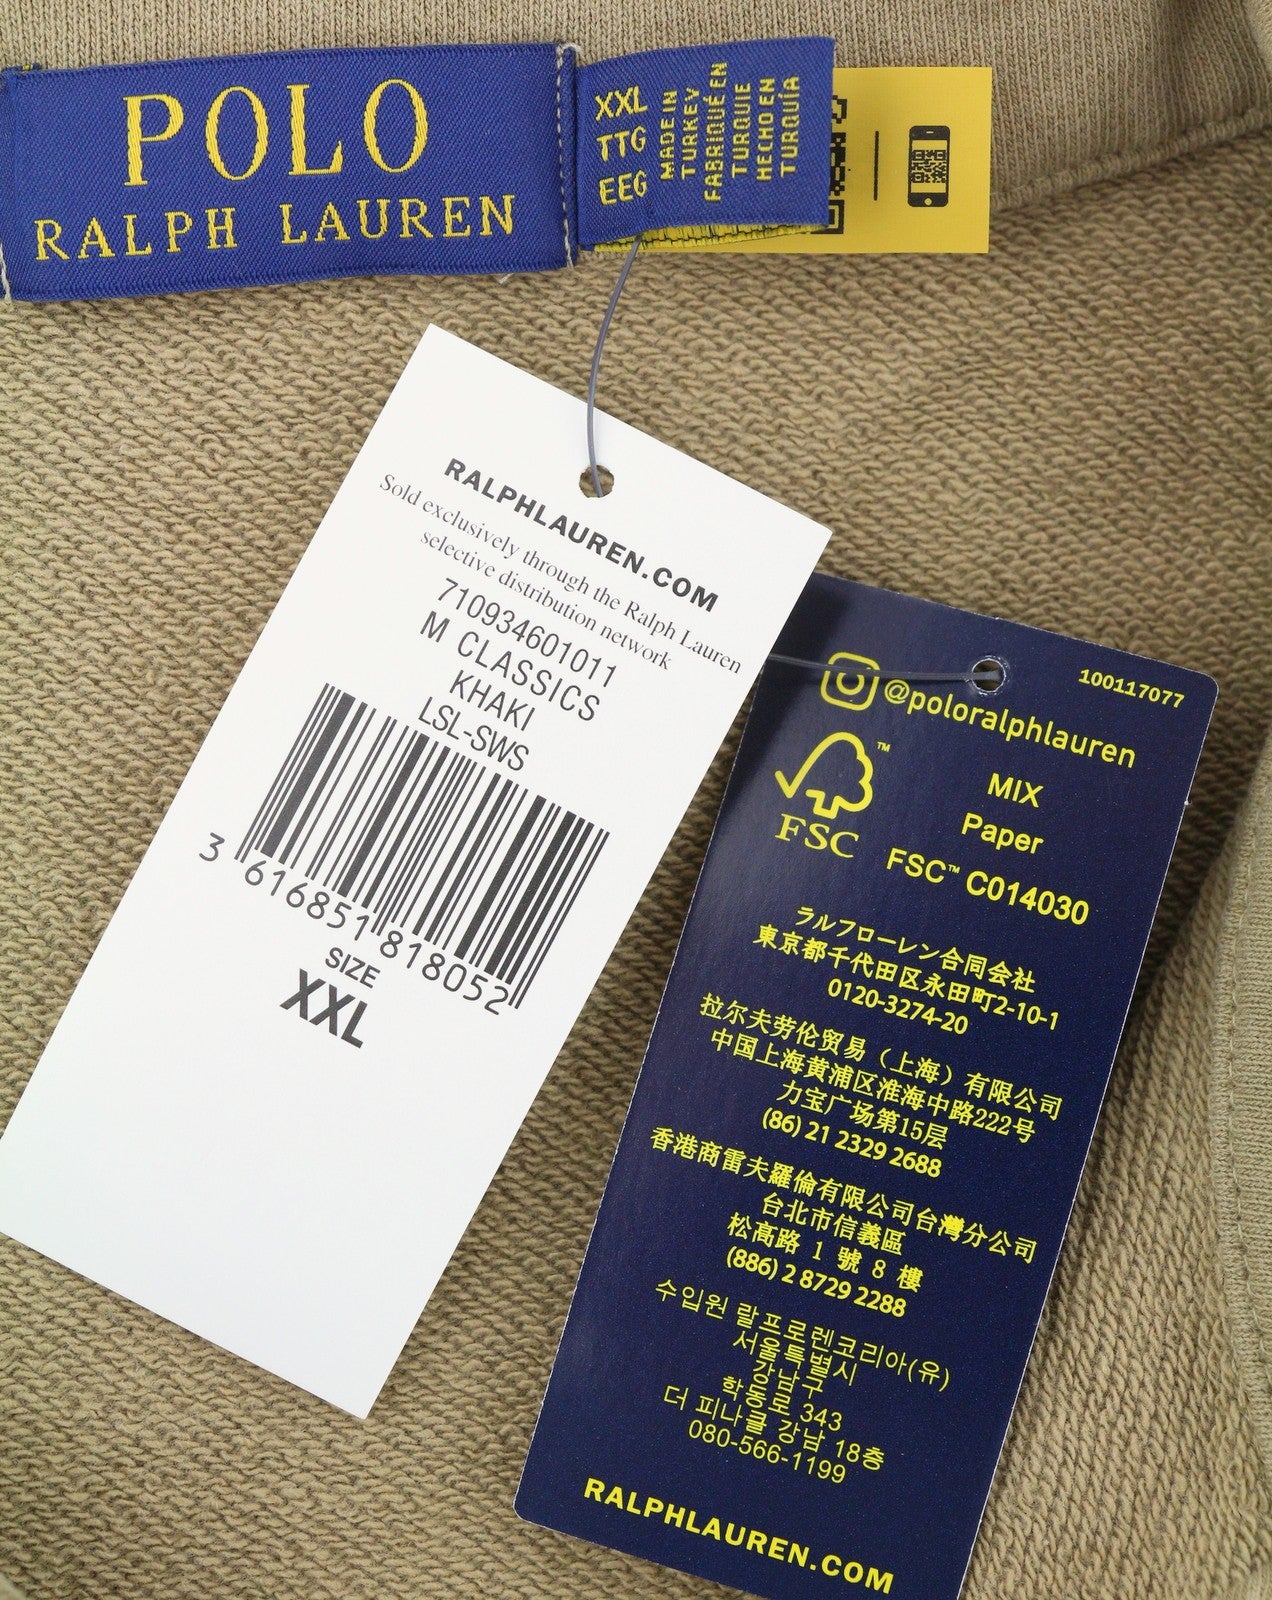 POLO
RALPH LAUREN
XXL
TTG
EEG
MADE IN
TURKEY
FABRIQUÉ EN
TURQUIE
HECHO EN
TURQUÍA
RALPHLAUREN.COM
Sold exclusively through the Ralph Lauren
selective distribution network
710934601011
M CLASSICS
KHAKI
LSL-SWS
3 616851 818052
SIZE
XXL
100117077
@poloralphlauren
FSC™
MIX
Paper
FSC™ C014030
ラルフローレン合同会社
東京都千代田区永田町2-10-1
0120-3274-20
拉尔夫劳伦贸易（上海）有限公司
中国上海黄浦区淮海中路222号
力宝广场第15层
(86) 21 2329 2688
香港商雷夫羅倫有限公司台灣分公司
台北市信義區
松高路 1 號 8 樓
(886) 2 8729 2288
수입원 랄프로렌코리아(유)
서울특별시
강남구
학동로 343
더 피나클 강남 18층
080-566-1199
RALPHLAUREN.COM